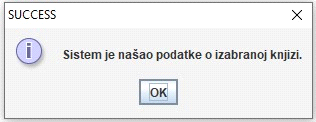 SUCCESS
Sistem je našao podatke o izabranoj knjizi.
OK